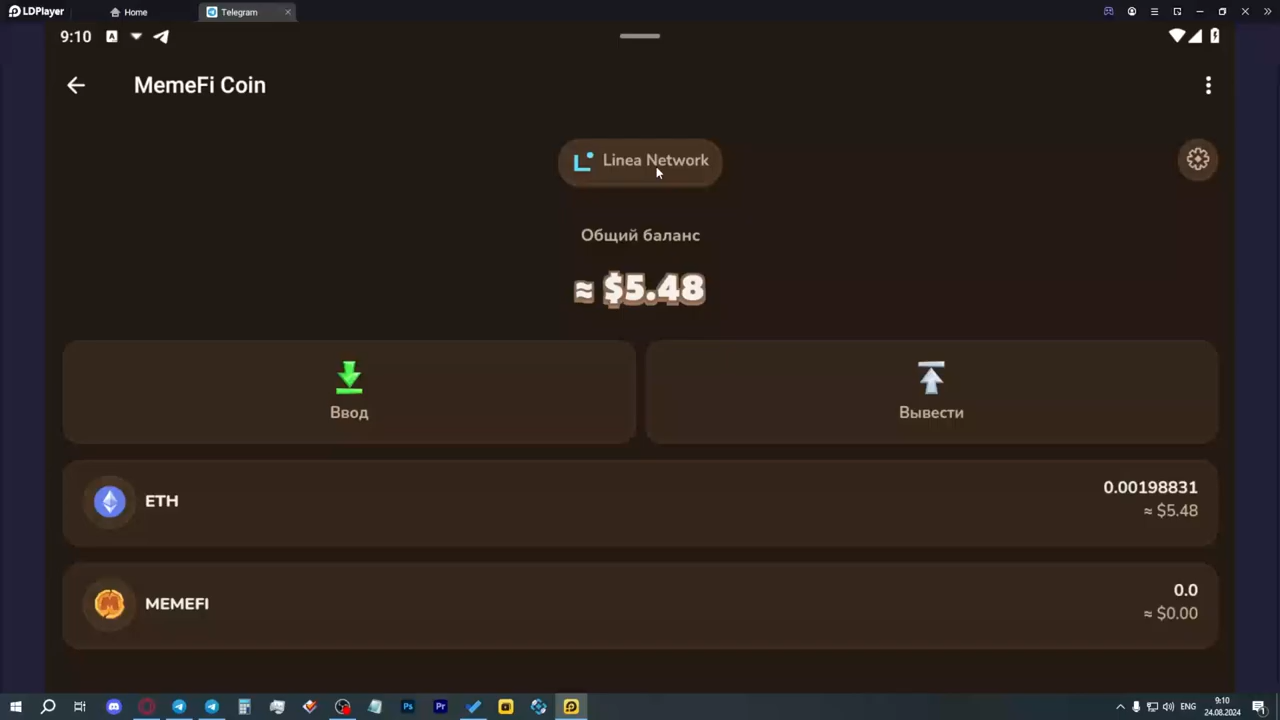 LDPlayer
Home
Telegram
9:10
MemeFi Coin
Linea Network
Общий баланс
≈ $5.48
Ввод
Вывести
ETH
0.00198831
≈ $5.48
MEMEFI
0.0
≈ $0.00
ENG
9:10
24.08.2024